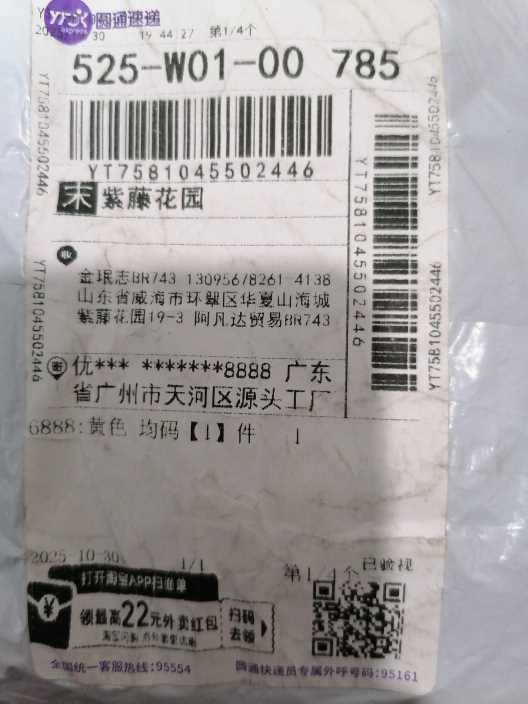 YTO express 圆通速递
30 19 44 27 第1/4个
525-W01-00 785
YT7581045502446
末 紫藤花园
收
金珉志BR743 13095678261-4138
山东省威海市环翠区华夏山海城
紫藤花园19-3 阿凡达贸易BR743
优*** *******8888 广东
省广州市天河区源头工厂
6888:黄色 均码【1】件 1
YT7581045502446
YT7581045502446
YT7581045502446
YT7581045502446
YT7581045502446
2025-10-30
1/1
第1/4个
已验视
打开淘宝APP扫这单
领最高22元外卖红包
扫码
去领
全国统一客服热线:95554
圆通快递员专属外呼号码:95161